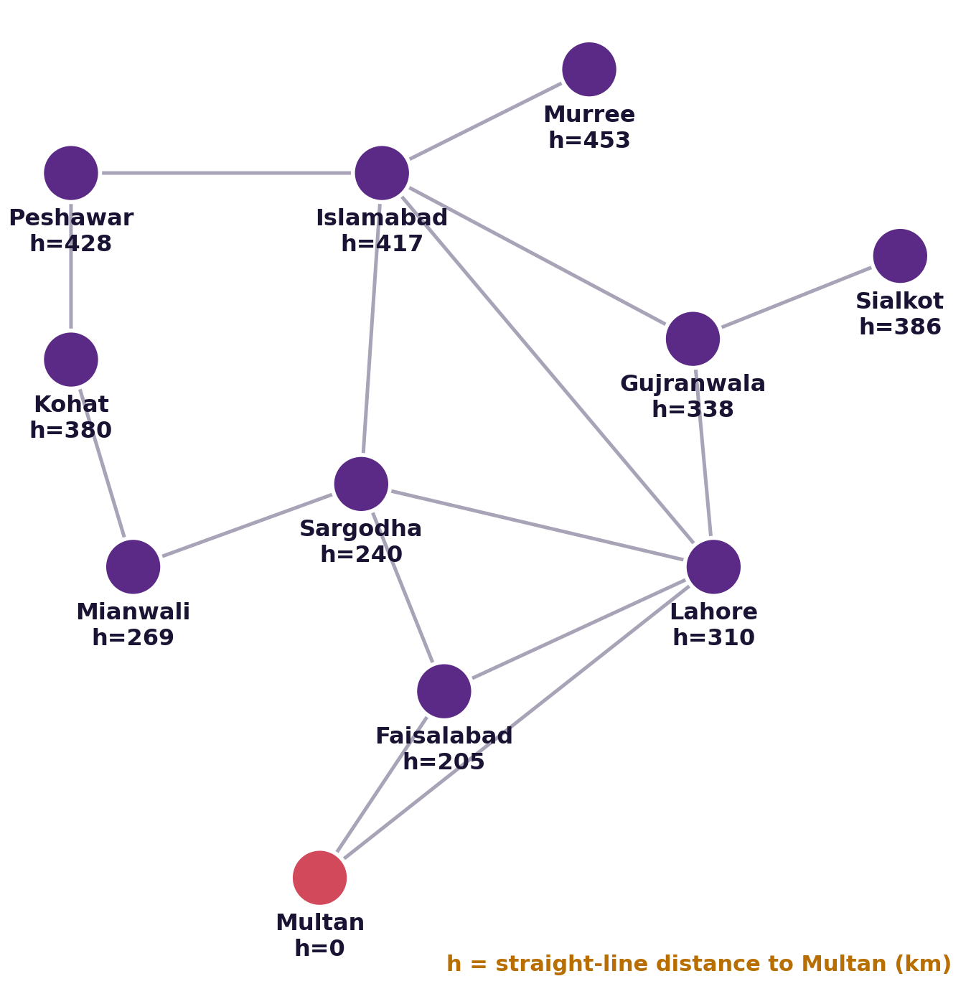 Murree
h=453
Peshawar
h=428
Islamabad
h=417
Sialkot
h=386
Gujranwala
h=338
Kohat
h=380
Sargodha
h=240
Mianwali
h=269
Lahore
h=310
Faisalabad
h=205
Multan
h=0
h = straight-line distance to Multan (km)